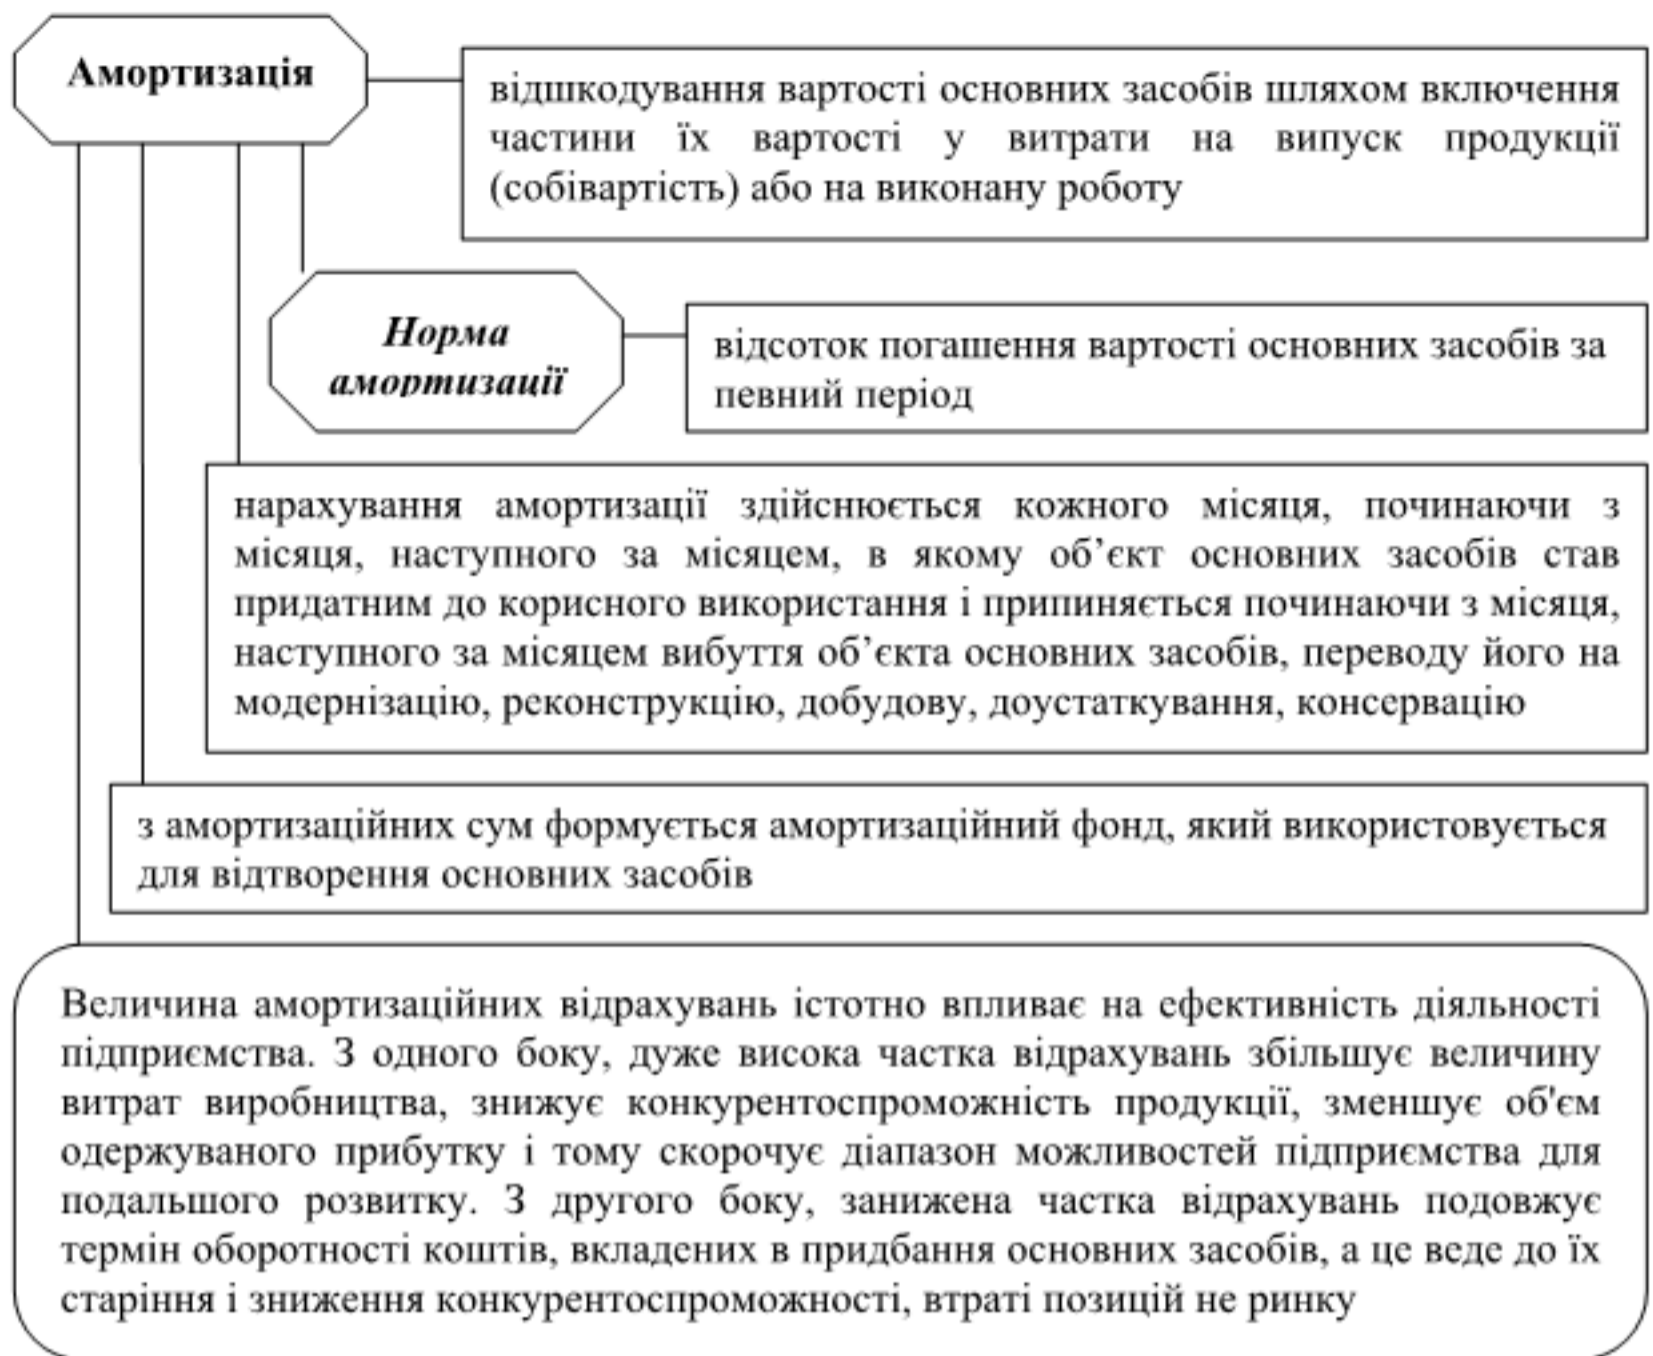 Амортизація
відшкодування вартості основних засобів шляхом включення
частини їх вартості у витрати на випуск продукції
(собівартість) або на виконану роботу
Норма
амортизації
відсоток погашення вартості основних засобів за
певний період
нарахування амортизації здійснюється кожного місяця, починаючи з
місяця, наступного за місяцем, в якому об’єкт основних засобів став
придатним до корисного використання і припиняється починаючи з місяця,
наступного за місяцем вибуття об’єкта основних засобів, переводу його на
модернізацію, реконструкцію, добудову, доустаткування, консервацію
з амортизаційних сум формується амортизаційний фонд, який використовується
для відтворення основних засобів
Величина амортизаційних відрахувань істотно впливає на ефективність діяльності
підприємства. З одного боку, дуже висока частка відрахувань збільшує величину
витрат виробництва, знижує конкурентоспроможність продукції, зменшує об'єм
одержуваного прибутку і тому скорочує діапазон можливостей підприємства для
подальшого розвитку. З другого боку, занижена частка відрахувань подовжує
термін оборотності коштів, вкладених в придбання основних засобів, а це веде до їх
старіння і зниження конкурентоспроможності, втраті позицій не ринку